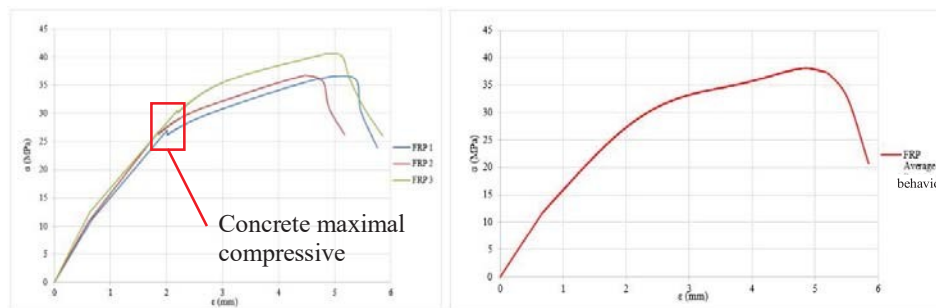 45
40
35
30
25
20
15
10
5
0
σ (MPa)
0 1 2 3 4 5 6
ε (mm)
FRP 1
FRP 2
FRP 3
Concrete maximal
compressive
45
40
35
30
25
20
15
10
5
0
σ (MPa)
0 1 2 3 4 5 6
ε (mm)
FRP
Average
behavio